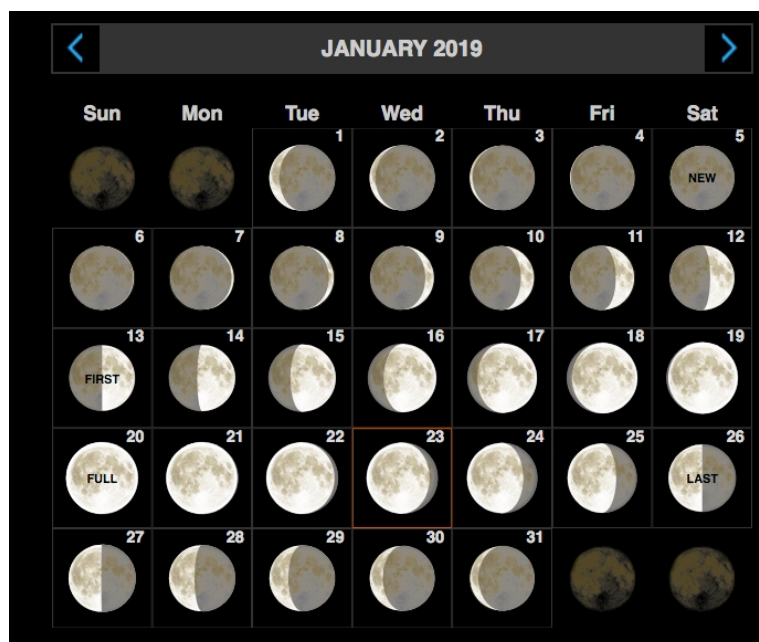 JANUARY 2019
Sun Mon Tue Wed Thu Fri Sat
1 2 3 4 5
NEW
6 7 8 9 10 11 12
13 14 15 16 17 18 19
FIRST
20 21 22 23 24 25 26
FULL LAST
27 28 29 30 31